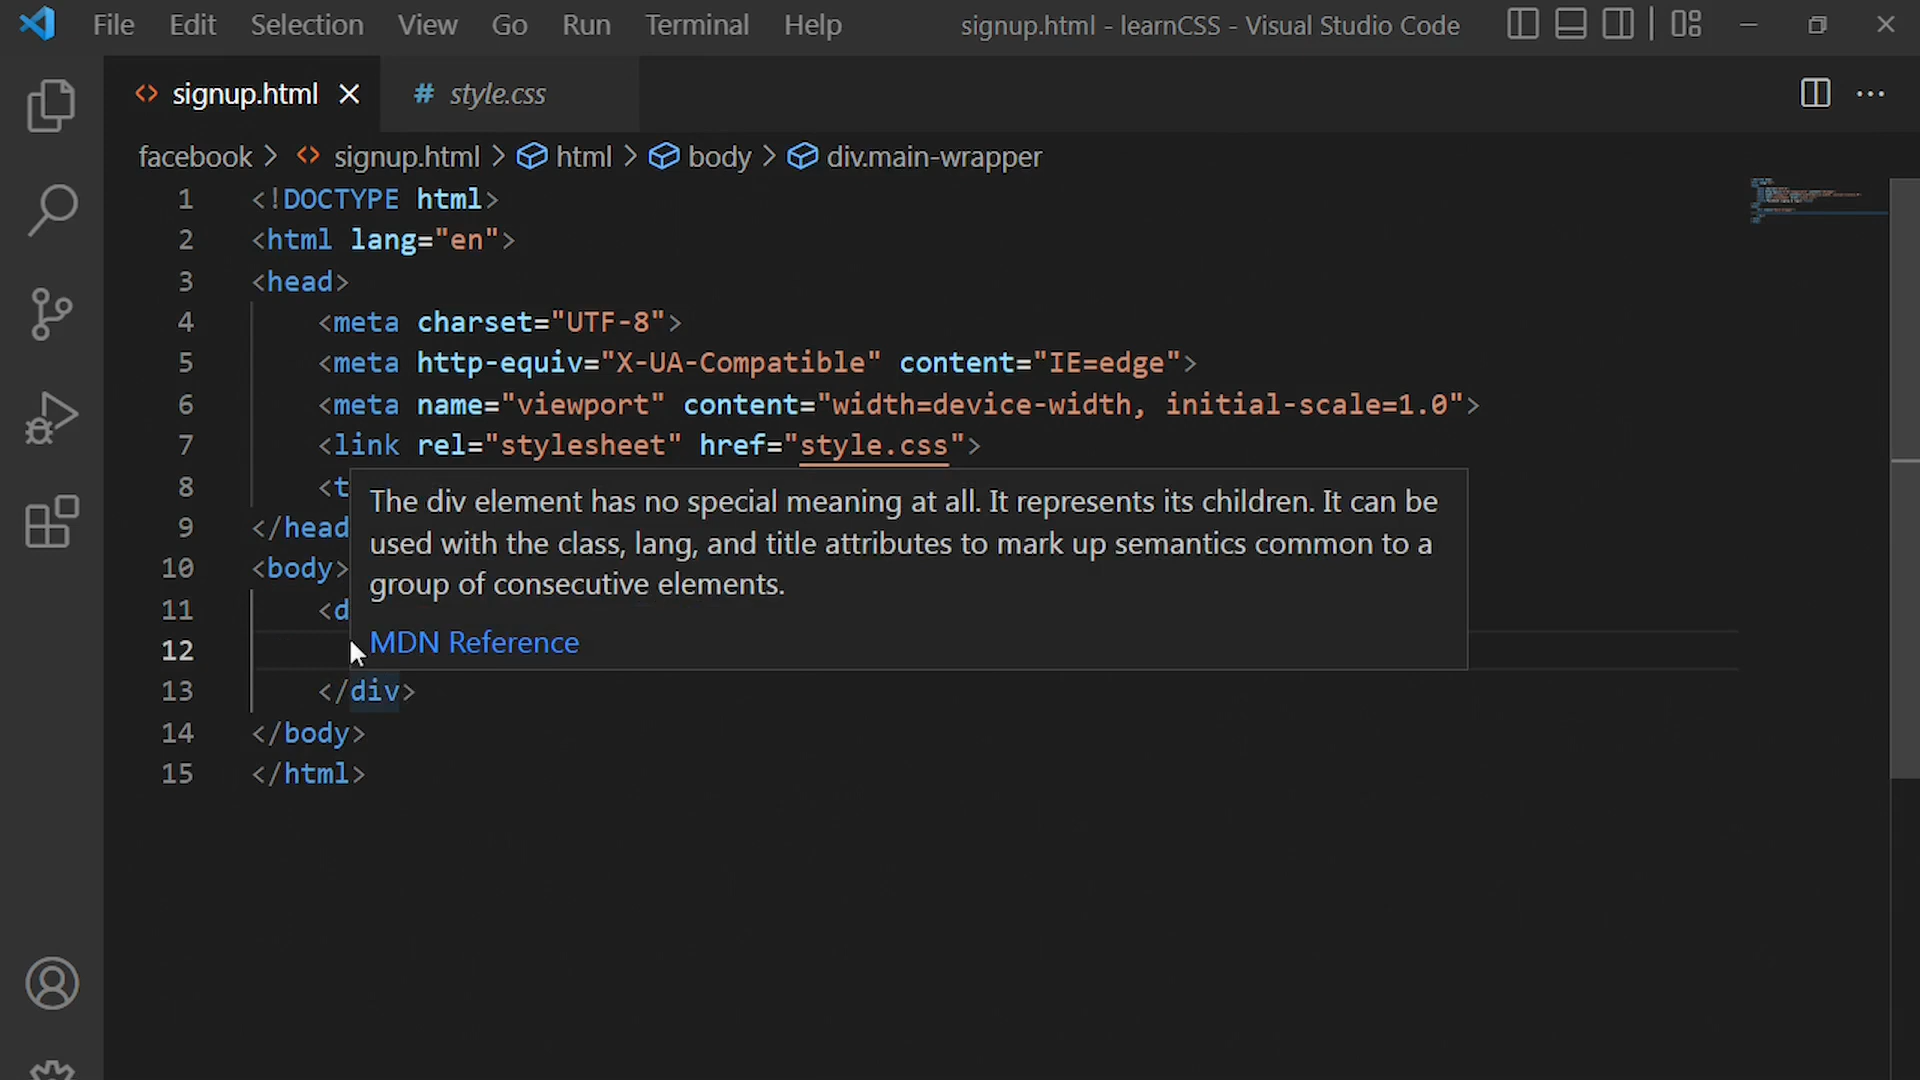 File Edit Selection View Go Run Terminal Help signup.html - learnCSS - Visual Studio Code
signup.html style.css
facebook > signup.html > html > body > div.main-wrapper
1 <!DOCTYPE html>
2 <html lang="en">
3 <head>
4 <meta charset="UTF-8">
5 <meta http-equiv="X-UA-Compatible" content="IE=edge">
6 <meta name="viewport" content="width=device-width, initial-scale=1.0">
7 <link rel="stylesheet" href="style.css">
8 <t
The div element has no special meaning at all. It represents its children. It can be
used with the class, lang, and title attributes to mark up semantics common to a
group of consecutive elements.
MDN Reference
9 </head
10 <body>
11 <d
12
13 </div>
14 </body>
15 </html>